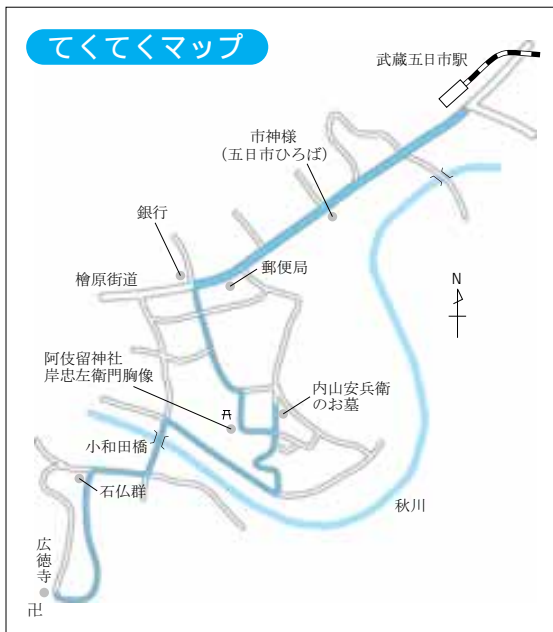 てくてくマップ
武蔵五日市駅
市神様
（五日市ひろば）
銀行
檜原街道
郵便局
N
阿伎留神社
岸忠左衛門胸像
内山安兵衛
のお墓
小和田橋
石仏群
秋川
広徳寺
卍